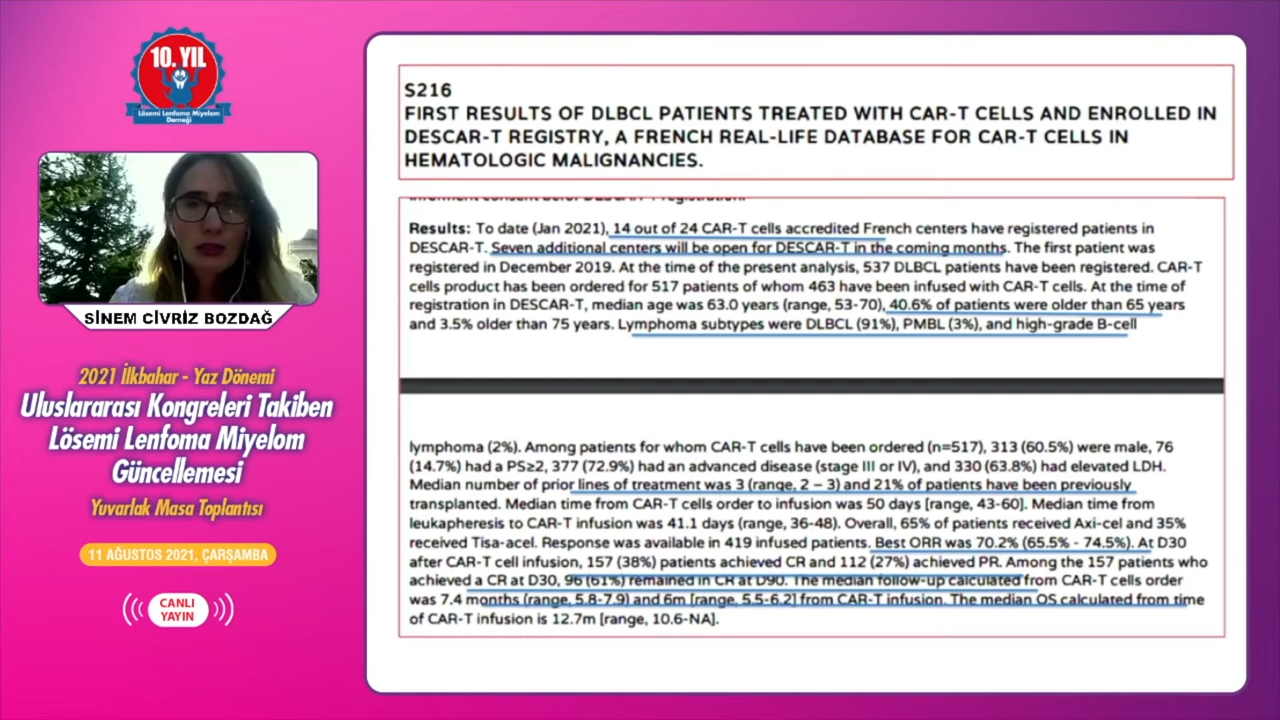 10. YIL
Lösemi Lenfoma Miyelom
Derneği
SİNEM CİVRİZ BOZDAĞ
2021 İlkbahar - Yaz Dönemi
Uluslararası Kongreleri Takiben
Lösemi Lenfoma Miyelom
Güncellemesi
Yuvarlak Masa Toplantısı
11 AĞUSTOS 2021, ÇARŞAMBA
CANLI
YAYIN
S216
FIRST RESULTS OF DLBCL PATIENTS TREATED WITH CAR-T CELLS AND ENROLLED IN
DESCAR-T REGISTRY, A FRENCH REAL-LIFE DATABASE FOR CAR-T CELLS IN
HEMATOLOGIC MALIGNANCIES.
Results: To date (Jan 2021), 14 out of 24 CAR-T cells accredited French centers have registered patients in
DESCAR-T. Seven additional centers will be open for DESCAR-T in the coming months. The first patient was
registered in December 2019. At the time of the present analysis, 537 DLBCL patients have been registered. CAR-T
cells product has been ordered for 517 patients of whom 463 have been infused with CAR-T cells. At the time of
registration in DESCAR-T, median age was 63.0 years (range, 53-70), 40.6% of patients were older than 65 years
and 3.5% older than 75 years. Lymphoma subtypes were DLBCL (91%), PMBL (3%), and high-grade B-cell
lymphoma (2%). Among patients for whom CAR-T cells have been ordered (n=517), 313 (60.5%) were male, 76
(14.7%) had a PS≥2, 377 (72.9%) had an advanced disease (stage III or IV), and 330 (63.8%) had elevated LDH.
Median number of prior lines of treatment was 3 (range, 2 – 3) and 21% of patients have been previously
transplanted. Median time from CAR-T cells order to infusion was 50 days [range, 43-60]. Median time from
leukapheresis to CAR-T infusion was 41.1 days (range, 36-48). Overall, 65% of patients received Axi-cel and 35%
received Tisa-acel. Response was available in 419 infused patients. Best ORR was 70.2% (65.5% - 74.5%). At D30
after CAR-T cell infusion, 157 (38%) patients achieved CR and 112 (27%) achieved PR. Among the 157 patients who
achieved a CR at D30, 96 (61%) remained in CR at D90. The median follow-up calculated from CAR-T cells order
was 7.4 months (range, 5.8-7.9) and 6m [range, 5.5-6.2] from CAR-T infusion. The median OS calculated from time
of CAR-T infusion is 12.7m [range, 10.6-NA].